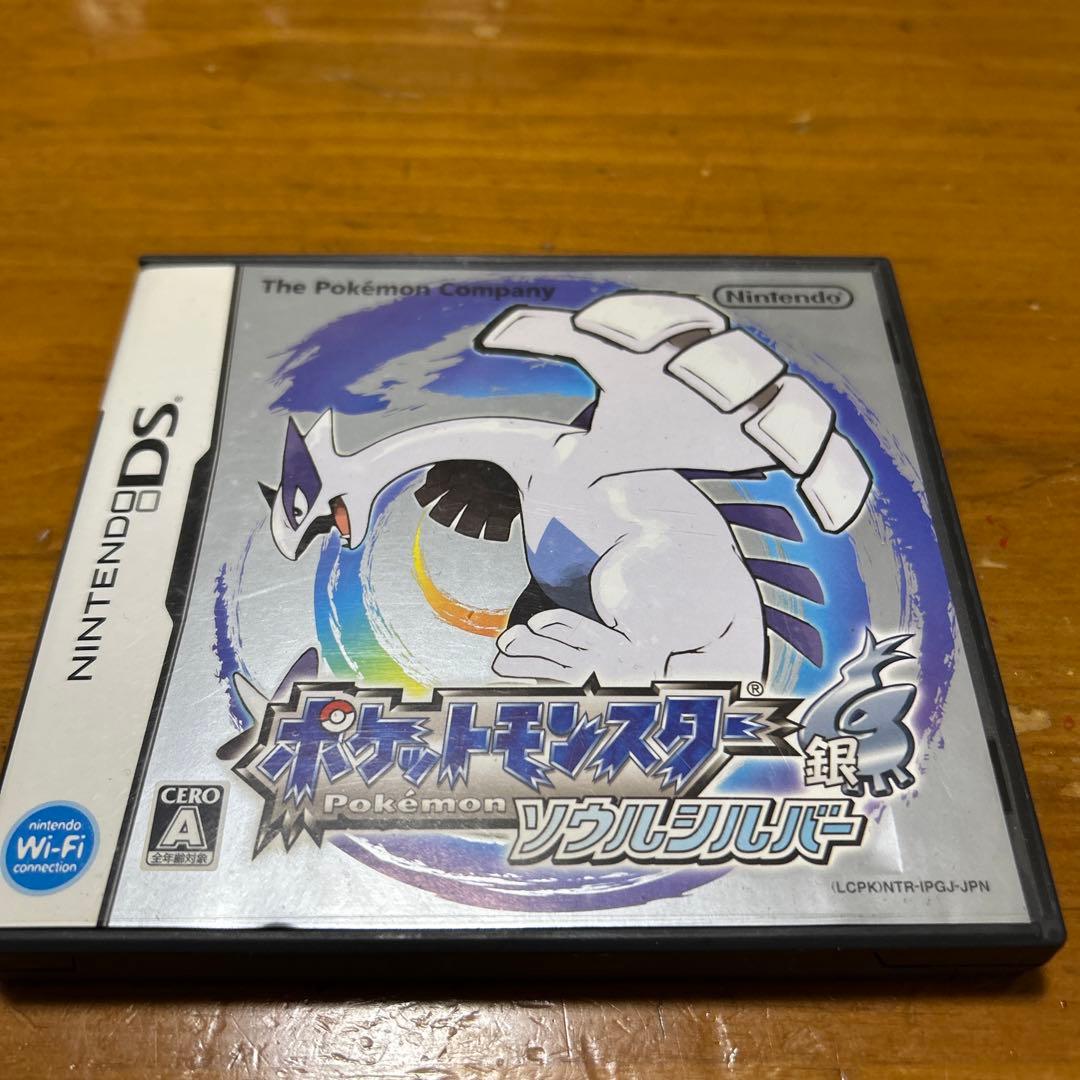 The Pokémon Company
Nintendo
NINTENDO DS®
ポケットモンスター®
Pokémon
銀
ソウルシルバー
CERO
A
全年齢対象
nintendo
Wi-Fi
connection
(LCPK)NTR-IPGJ-JPN